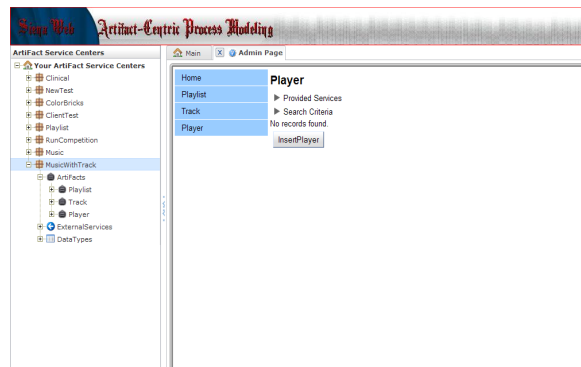 Siena Web Artifact-Centric Process Modeling
ArtiFact Service Centers
Main X Admin Page
Your ArtiFact Service Centers
Clinical
NewTest
ColorBricks
ClientTest
Playlist
RunCompetition
Music
MusicWithTrack
ArtiFacts
Playlist
Track
Player
ExternalServices
DataTypes
Home
Playlist
Track
Player
Player
Provided Services
Search Criteria
No records found.
InsertPlayer